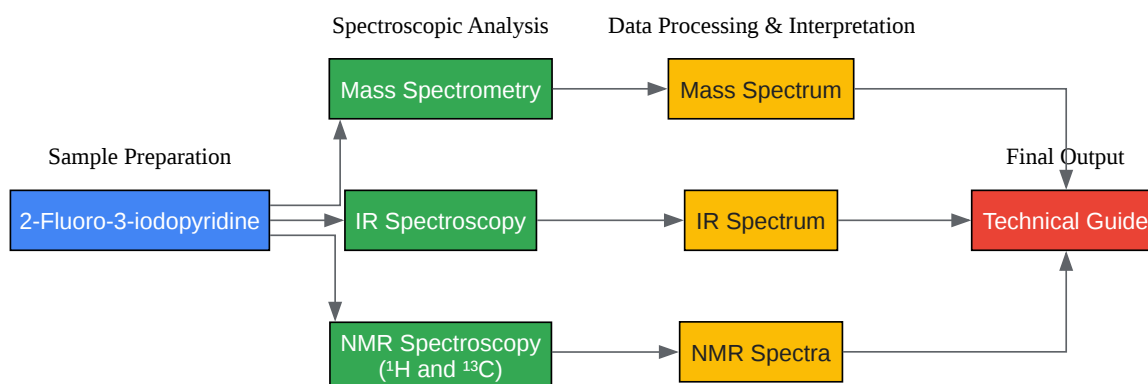 Spectroscopic Analysis
Data Processing & Interpretation
Mass Spectrometry
Mass Spectrum
Sample Preparation
Final Output
2-Fluoro-3-iodopyridine
IR Spectroscopy
IR Spectrum
Technical Guide
NMR Spectroscopy
(¹H and ¹³C)
NMR Spectra